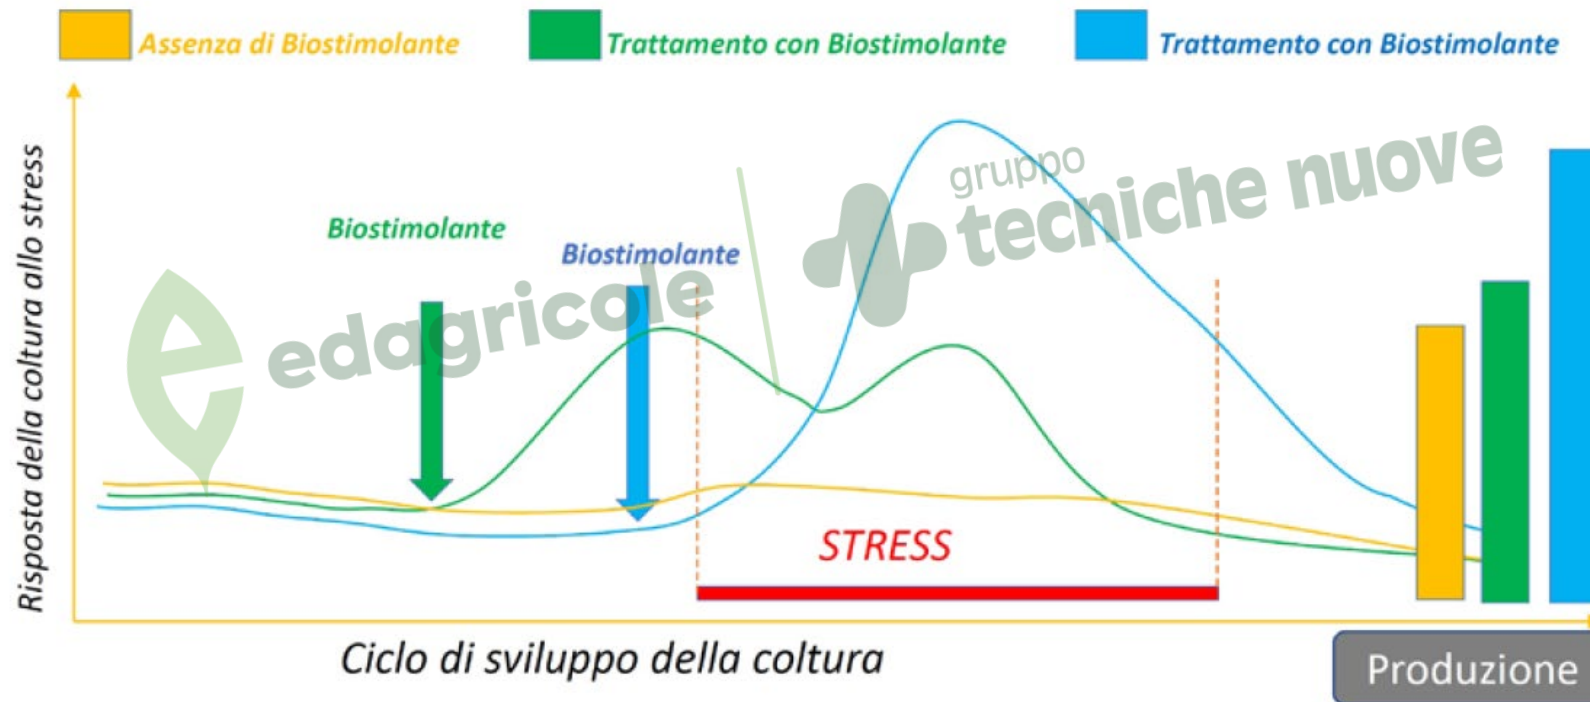 Assenza di Biostimolante
Trattamento con Biostimolante
Trattamento con Biostimolante
Risposta della coltura allo stress
Biostimolante
Biostimolante
edagricole
gruppo
tecniche nuove
STRESS
Ciclo di sviluppo della coltura
Produzione